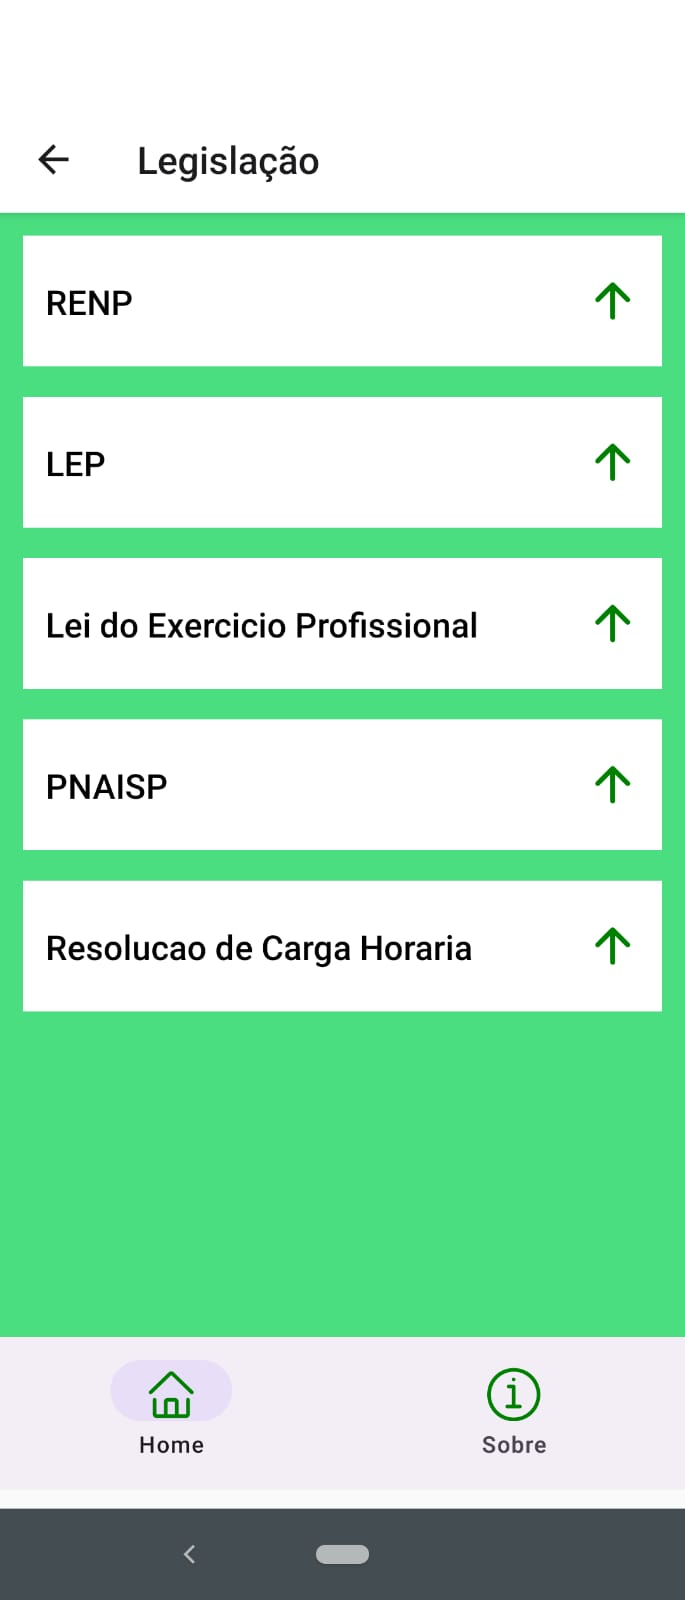 Legislação
RENP
LEP
Lei do Exercicio Profissional
PNAISP
Resolucao de Carga Horaria
Home
Sobre